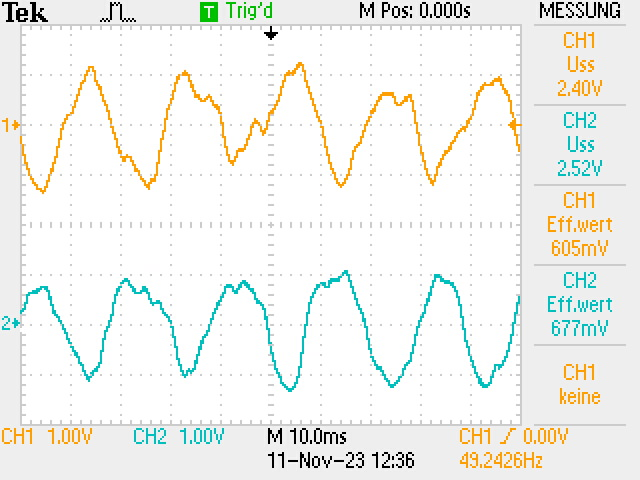 Tek T Trig'd M Pos: 0.000s MESSUNG
CH1
Uss
2.40V
CH2
Uss
2.52V
CH1
Eff.wert
605mV
CH2
Eff.wert
677mV
CH1
keine
1
2
CH1 1.00V CH2 1.00V M 10.0ms CH1 0.00V
11-Nov-23 12:36 49.2426Hz